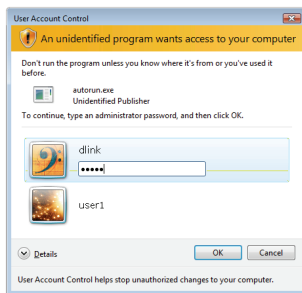 User Account Control
An unidentified program wants access to your computer
Don't run the program unless you know where it's from or you've used it
before.
autorun.exe
Unidentified Publisher
To continue, type an administrator password, and then click OK.
dlink
•••••
user1
Details
OK Cancel
User Account Control helps stop unauthorized changes to your computer.